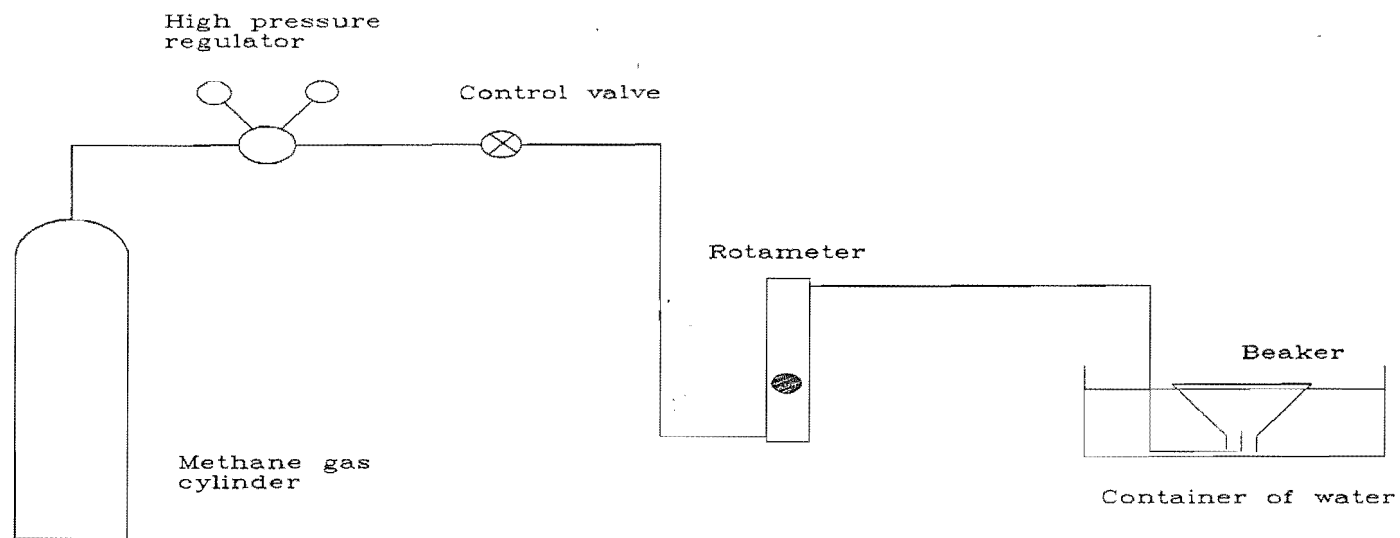 High pressure
regulator
Control valve
Rotameter
Beaker
Methane gas
cylinder
Container of water